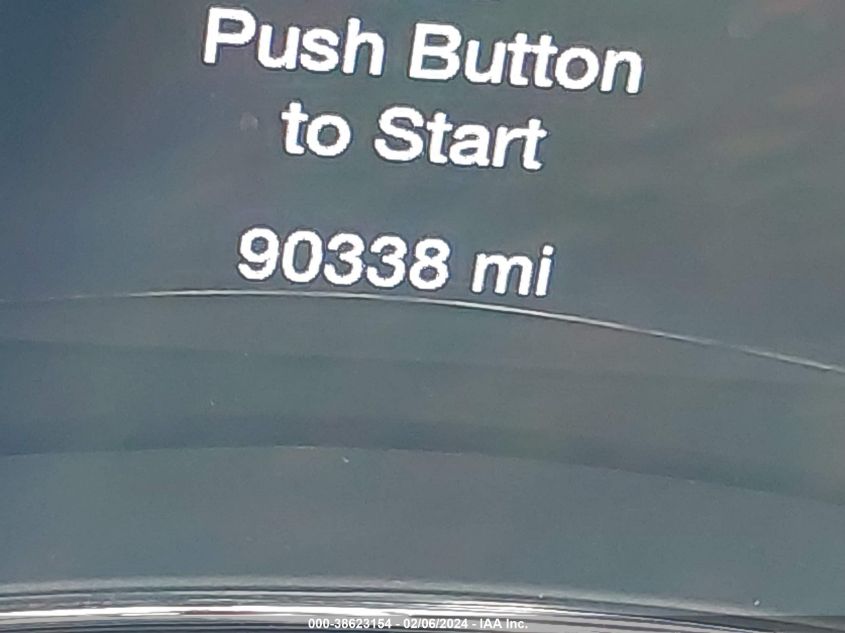 Push Button
to Start
90338 mi
000-38623154 - 02/06/2024 - IAA Inc.